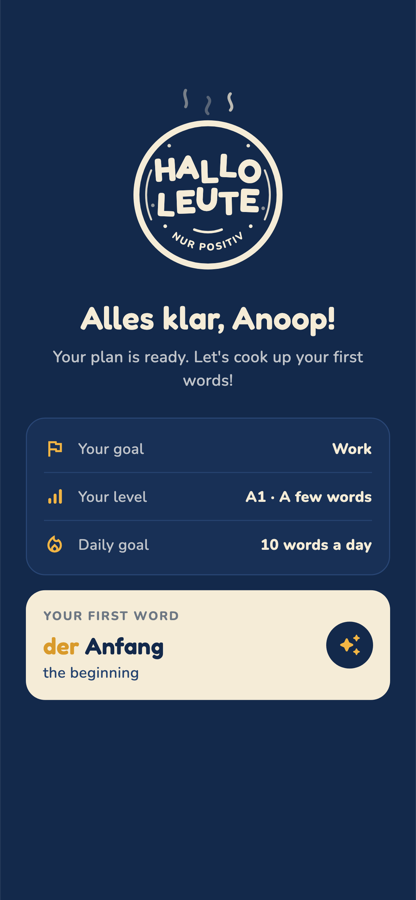 HALLO
LEUTE
NUR POSITIV
Alles klar, Anoop!
Your plan is ready. Let's cook up your first
words!
Your goal Work
Your level A1 · A few words
Daily goal 10 words a day
YOUR FIRST WORD
der Anfang
the beginning